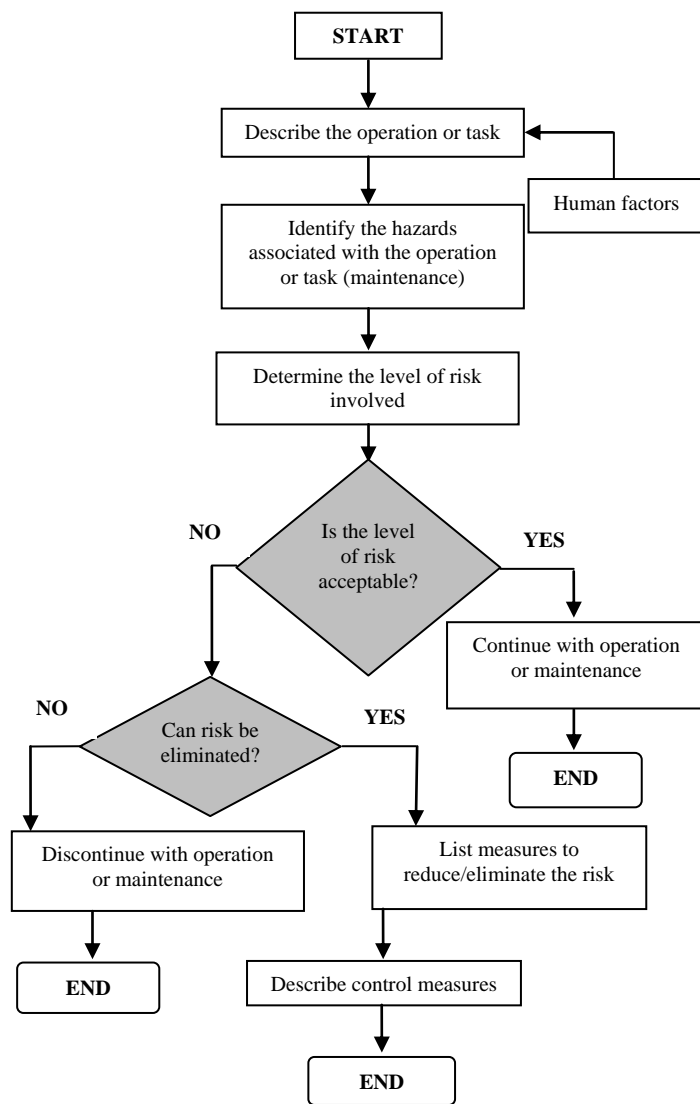 START
Describe the operation or task
Human factors
Identify the hazards
associated with the operation
or task (maintenance)
Determine the level of risk
involved
Is the level
of risk
acceptable?
NO
YES
Continue with operation
or maintenance
END
Can risk be
eliminated?
NO
YES
Discontinue with operation
or maintenance
END
List measures to
reduce/eliminate the risk
Describe control measures
END